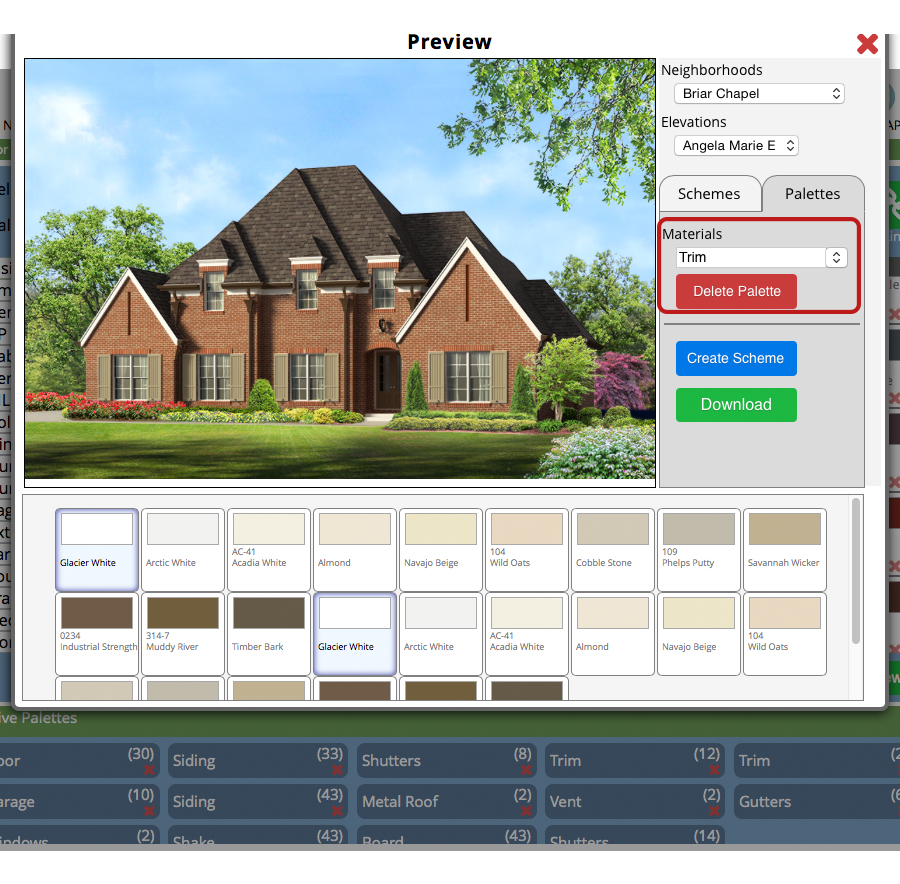 Preview
Neighborhoods
Briar Chapel
Elevations
Angela Marie E
Schemes
Palettes
Materials
Trim
Delete Palette
Create Scheme
Download
Glacier White
Arctic White
AC-41
Acadia White
Almond
Navajo Beige
104
Wild Oats
Cobble Stone
109
Phelps Putty
Savannah Wicker
0234
Industrial Strength
314-7
Muddy River
Timber Bark
Glacier White
Arctic White
AC-41
Acadia White
Almond
Navajo Beige
104
Wild Oats
ive Palettes
oor (30)
Siding (33)
Shutters (8)
Trim (12)
Trim
arage (10)
Siding (43)
Metal Roof (2)
Vent (2)
Gutters
indows (2)
Shake (43)
Board (43)
Shutters (14)